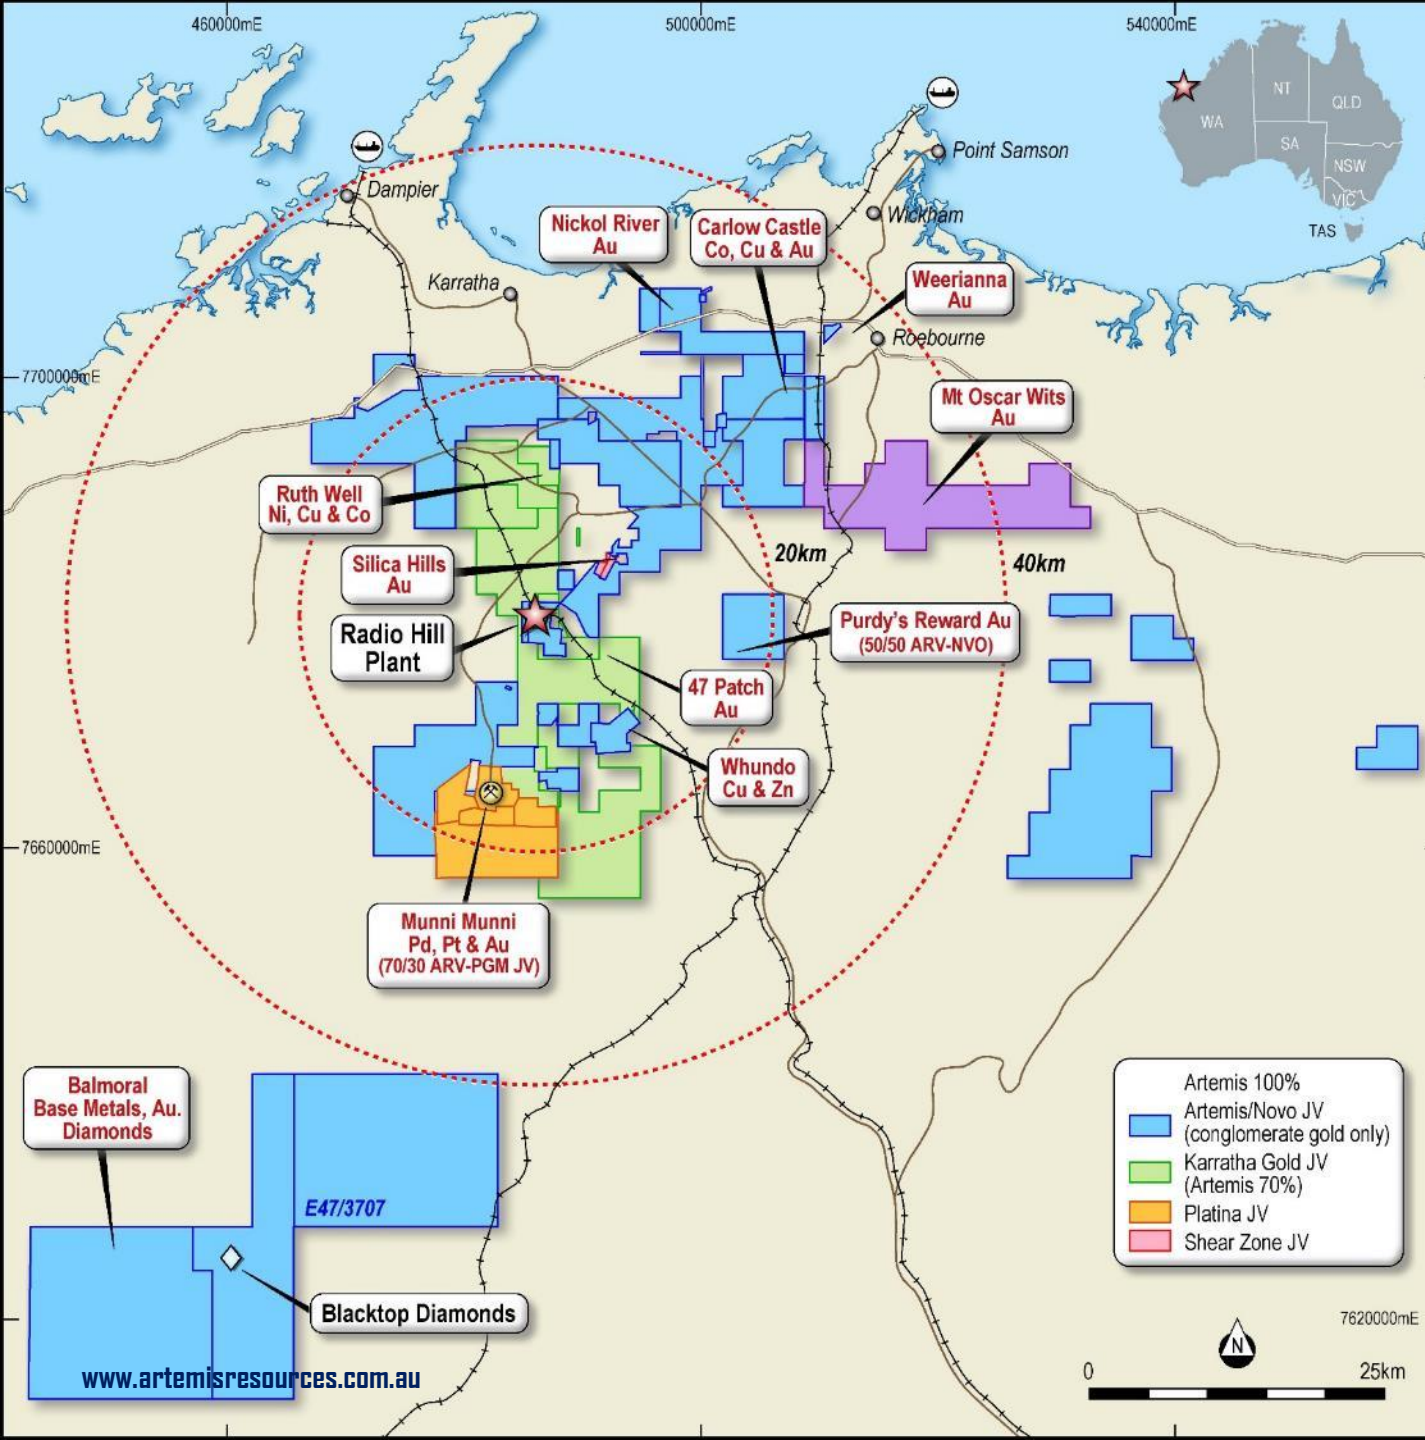 460000mE
500000mE
540000mE
NT
QLD
WA
SA
NSW
VIC
TAS
Point Samson
Dampier
Wickham
Nickol River
Au
Carlow Castle
Co, Cu & Au
Karratha
Weerianna
Au
Roebourne
7700000mE
Mt Oscar Wits
Au
Ruth Well
Ni, Cu & Co
20km
40km
Silica Hills
Au
Radio Hill
Plant
Purdy's Reward Au
(50/50 ARV-NVO)
47 Patch
Au
Whundo
Cu & Zn
7660000mE
Munni Munni
Pd, Pt & Au
(70/30 ARV-PGM JV)
Balmoral
Base Metals, Au.
Diamonds
Artemis 100%
Artemis/Novo JV
(conglomerate gold only)
Karratha Gold JV
(Artemis 70%)
Platina JV
Shear Zone JV
E47/3707
Blacktop Diamonds
7620000mE
N
0
25km
www.artemisresources.com.au